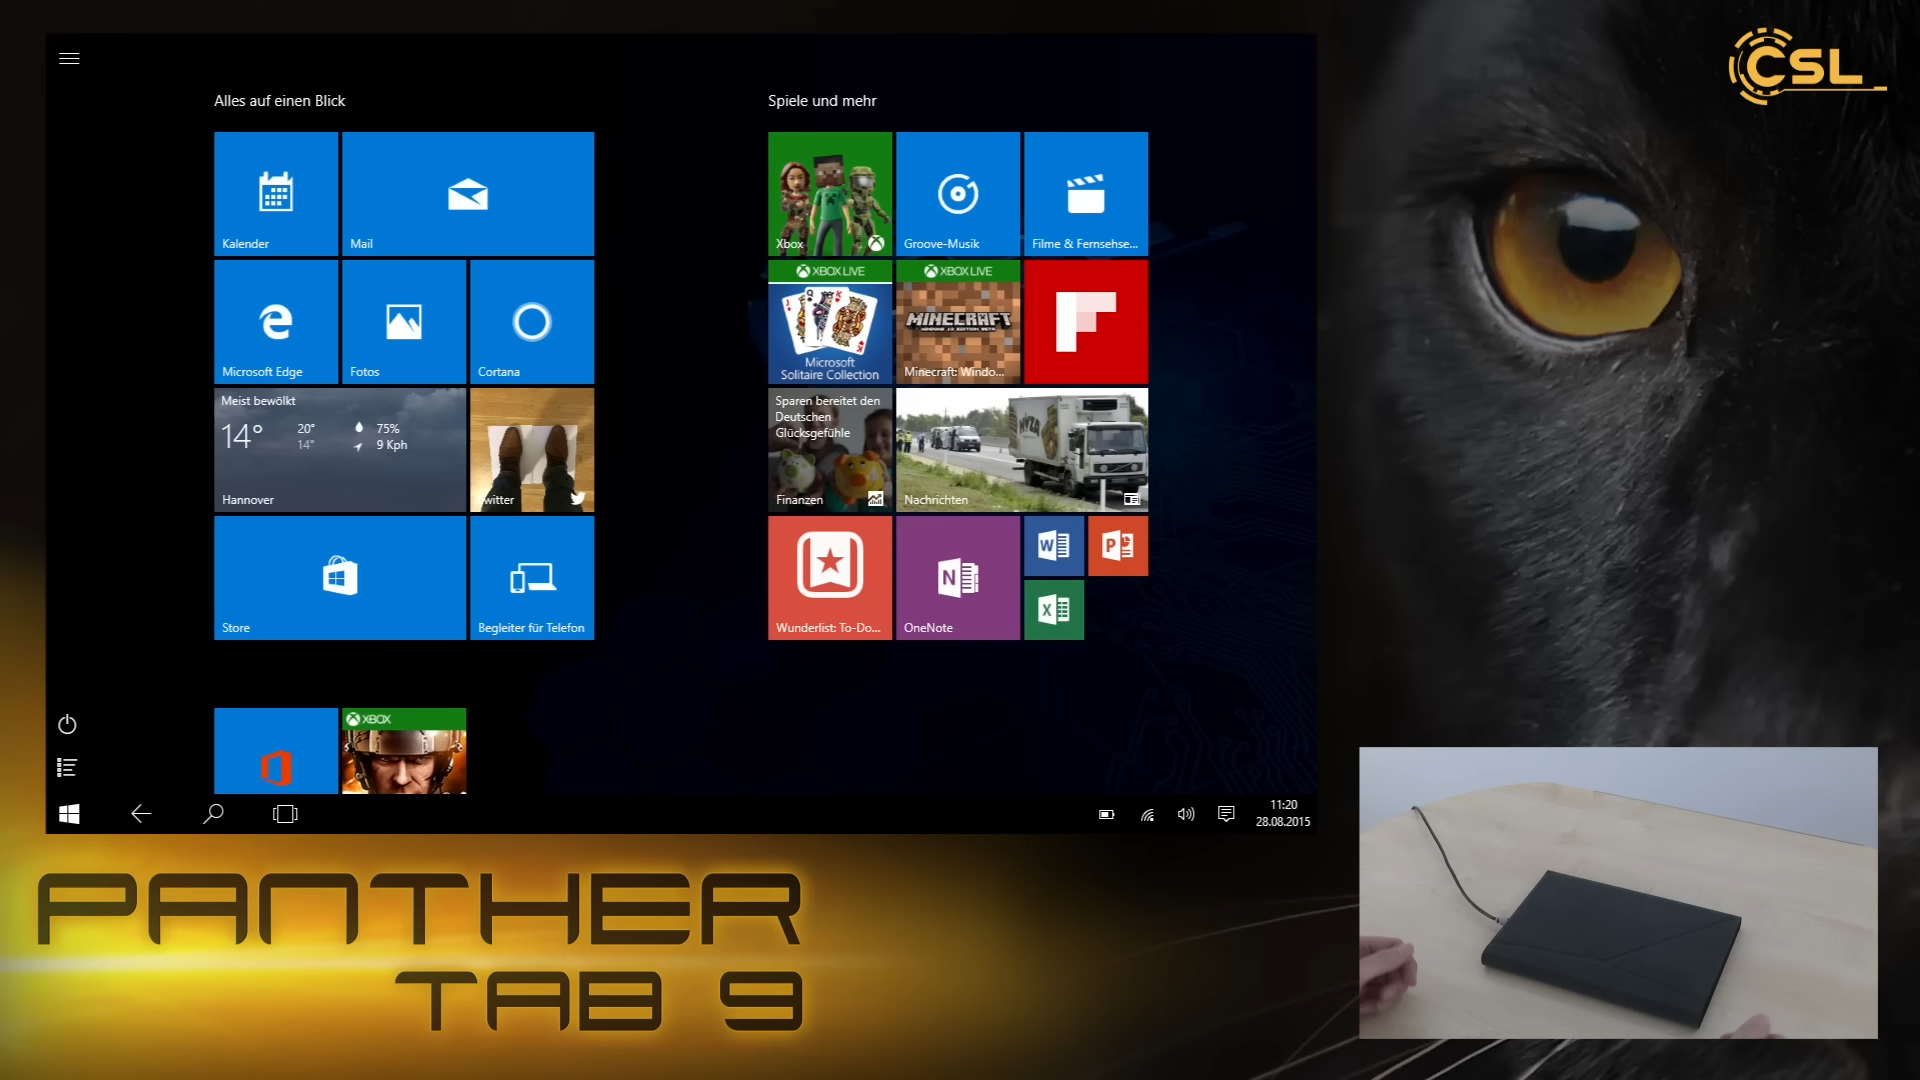 CSL
Alles auf einen Blick
Spiele und mehr
Kalender
Mail
Xbox
Groove-Musik
Filme & Fernsehse...
Microsoft Edge
Fotos
Cortana
XBOX LIVE
Microsoft
Solitaire Collection
XBOX LIVE
MINECRAFT
Minecraft: Windo...
Meist bewölkt
14° 20° 75%
14° 9 Kph
Hannover
witter
Sparen bereitet den
Deutschen
Glücksgefühle
Finanzen
Nachrichten
Store
Begleiter für Telefon
Wunderlist: To-Do...
N
OneNote
W
P
X
XBOX
11:20
28.08.2015
PANTHER
TAB 9